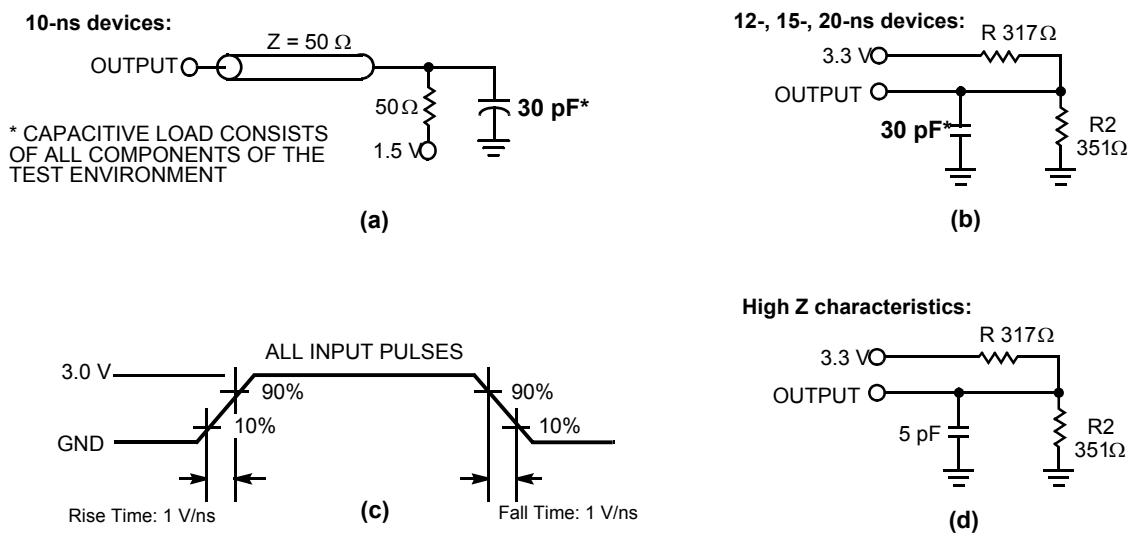 10-ns devices:
Z = 50 Ω
OUTPUT
50Ω
30 pF*
1.5 V
* CAPACITIVE LOAD CONSISTS
OF ALL COMPONENTS OF THE
TEST ENVIRONMENT
(a)
12-, 15-, 20-ns devices:
R 317Ω
3.3 V
OUTPUT
30 pF*
R2
351Ω
(b)
ALL INPUT PULSES
3.0 V
90%
10%
GND
90%
10%
Rise Time: 1 V/ns
(c)
Fall Time: 1 V/ns
High Z characteristics:
R 317Ω
3.3 V
OUTPUT
5 pF
R2
351Ω
(d)